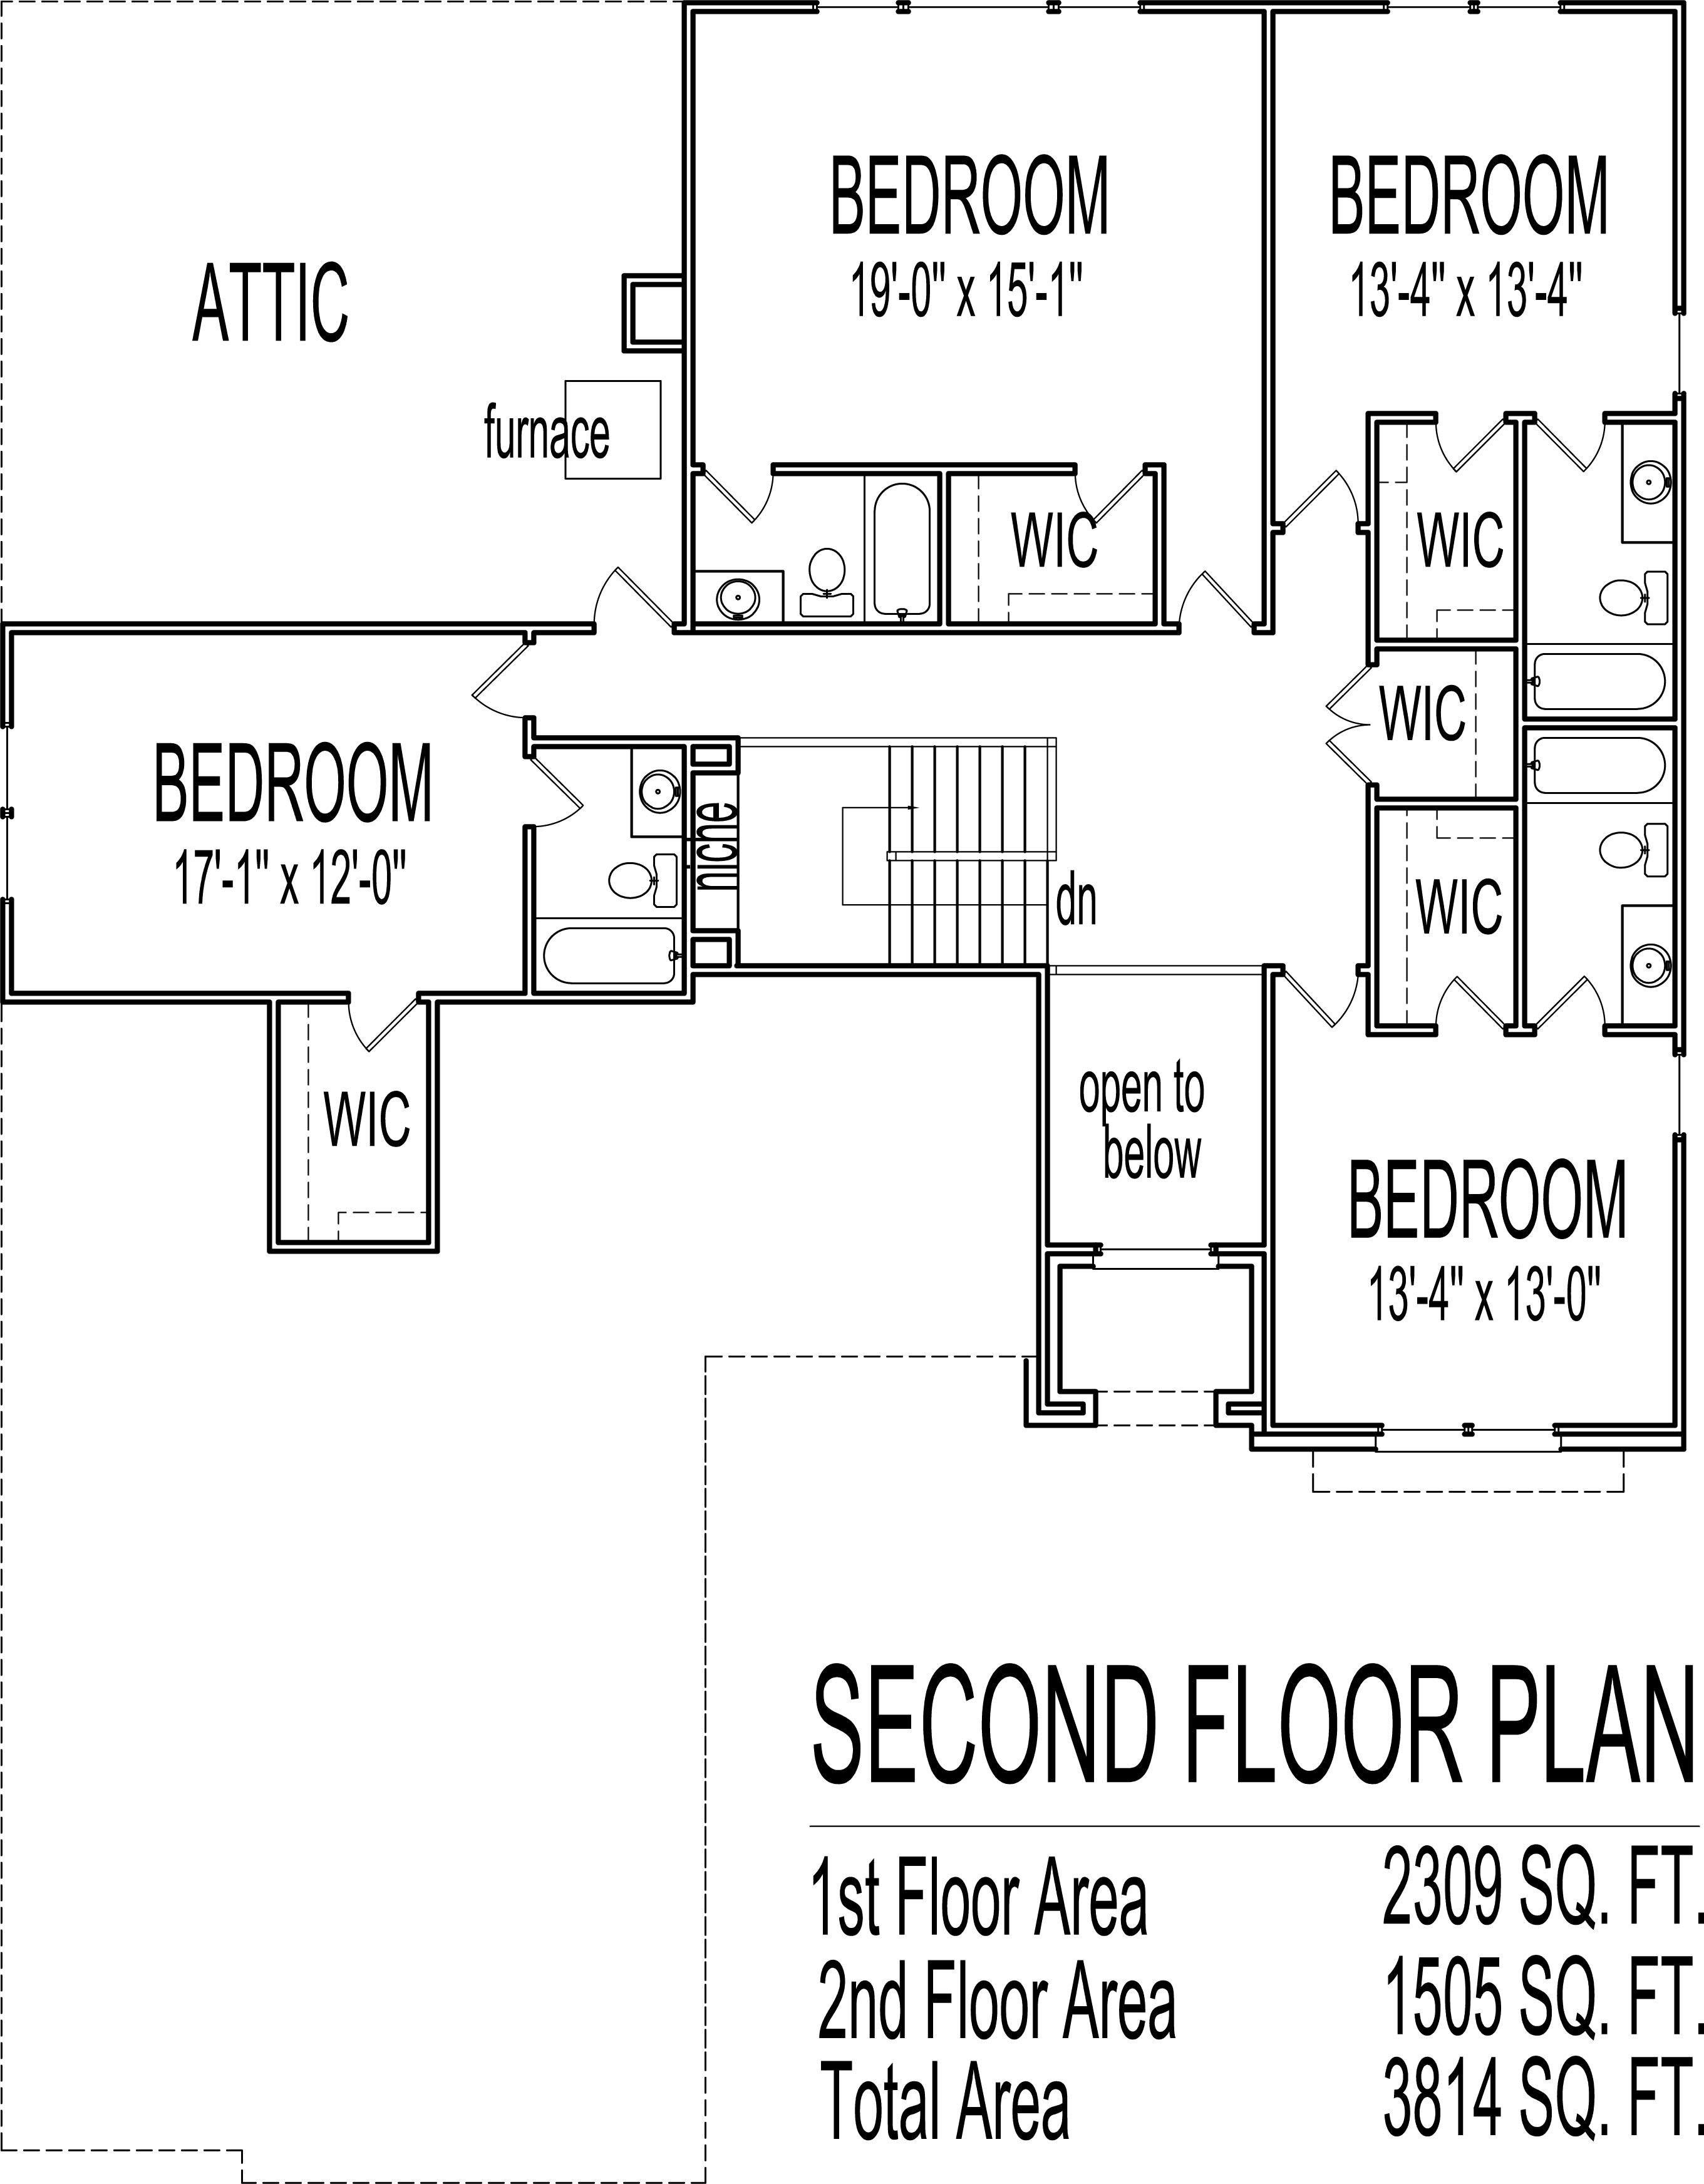 BEDROOM
19'-0" x 15'-1"
BEDROOM
13'-4" x 13'-4"
ATTIC
furnace
WIC
WIC
WIC
BEDROOM
17'-1" x 12'-0"
niche
dn
WIC
WIC
open to
below
BEDROOM
13'-4" x 13'-0"
SECOND FLOOR PLAN
1st Floor Area 2309 SQ. FT.
2nd Floor Area 1505 SQ. FT.
Total Area 3814 SQ. FT.